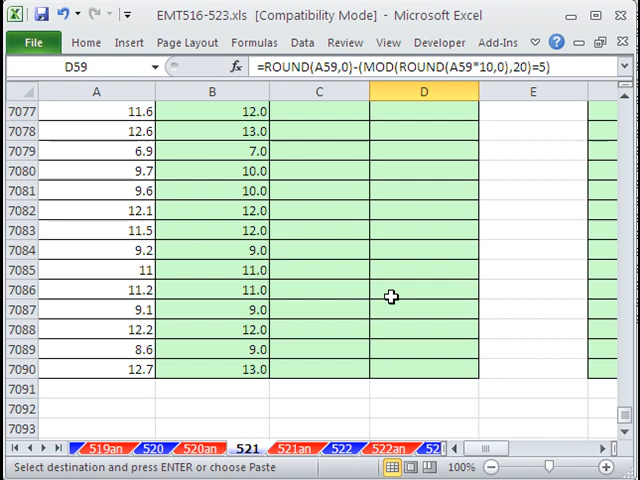 EMT516-523.xls [Compatibility Mode] - Microsoft Excel
File Home Insert Page Layout Formulas Data Review View Developer Add-Ins
D59 fx =ROUND(A59,0)-(MOD(ROUND(A59*10,0),20)=5)
A B C D E
7077 11.6 12.0
7078 12.6 13.0
7079 6.9 7.0
7080 9.7 10.0
7081 9.6 10.0
7082 12.1 12.0
7083 11.5 12.0
7084 9.2 9.0
7085 11 11.0
7086 11.2 11.0
7087 9.1 9.0
7088 12.2 12.0
7089 8.6 9.0
7090 12.7 13.0
7091
7092
7093
519an 520 520an 521 521an 522 522an 52
Select destination and press ENTER or choose Paste 100%